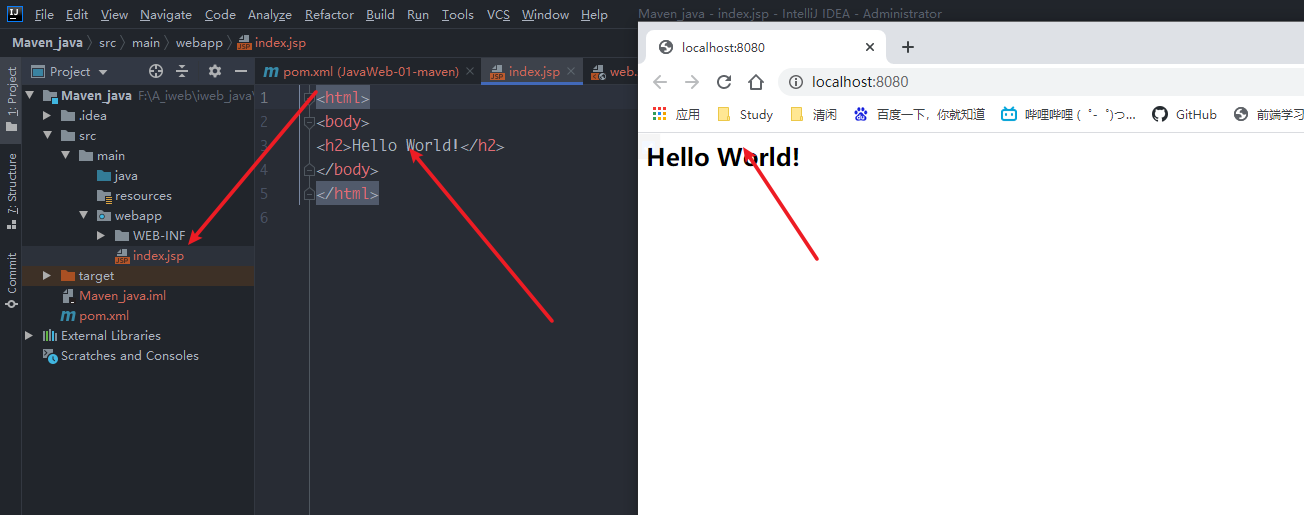 File Edit View Navigate Code Analyze Refactor Build Run Tools VCS Window Help
Maven_java - index.jsp - IntelliJ IDEA - Administrator
Maven_java src main webapp index.jsp
Project
pom.xml (JavaWeb-01-maven)
index.jsp
web.
1: Project
7: Structure
Commit
Maven_java F:\A_iweb\iweb_java\
.idea
src
main
java
resources
webapp
WEB-INF
index.jsp
target
Maven_java.iml
pom.xml
External Libraries
Scratches and Consoles
1 <html>
2 <body>
3 <h2>Hello World!</h2>
4 </body>
5 </html>
6
localhost:8080
localhost:8080
应用 Study 清闲 百度一下，你就知道 哔哩哔哩 ( ゜- ゜)つ... GitHub 前端学习
Hello World!